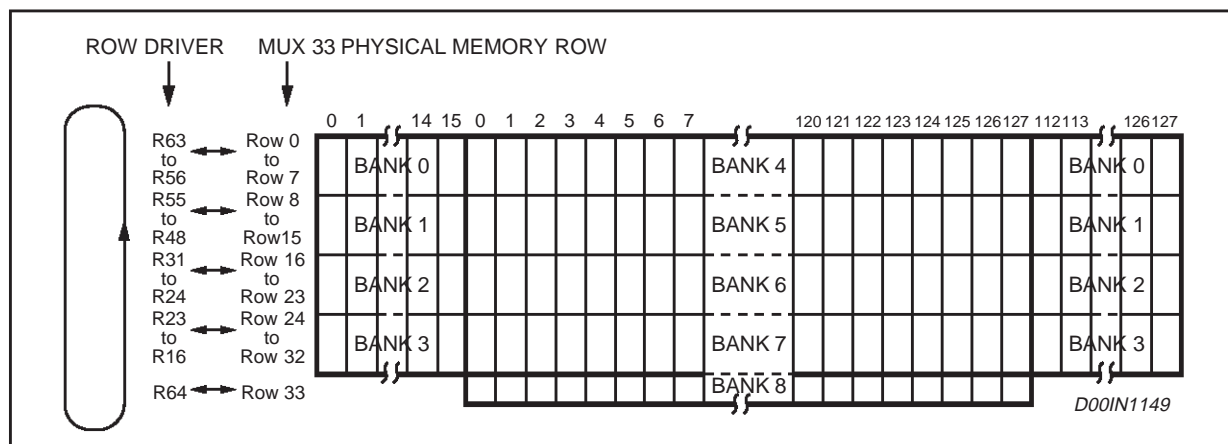 ROW DRIVER MUX 33 PHYSICAL MEMORY ROW
0 1 14 15 0 1 2 3 4 5 6 7 120 121 122 123 124 125 126 127 112 113 126 127
R63 Row 0
to to
R56 Row 7
BANK 0 BANK 4 BANK 0
R55 Row 8
to to
R48 Row15
BANK 1 BANK 5 BANK 1
R31 Row 16
to to
R24 Row 23
BANK 2 BANK 6 BANK 2
R23 Row 24
to to
R16 Row 32
BANK 3 BANK 7 BANK 3
R64 Row 33 BANK 8
D00IN1149